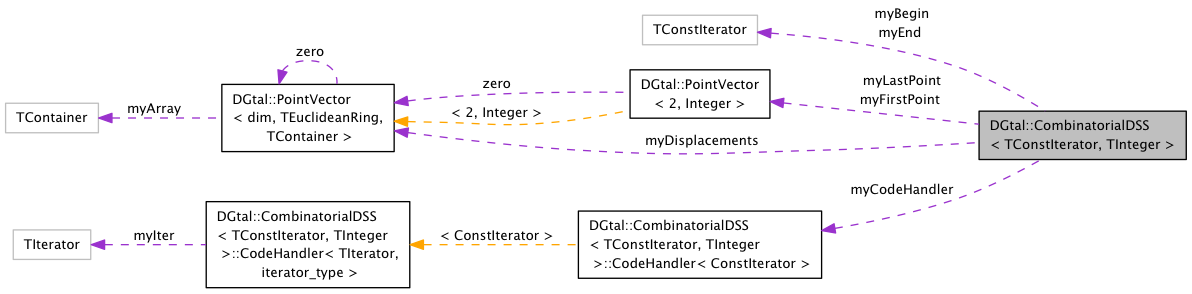 myBegin
myEnd
TConstIterator
zero
myLastPoint
myFirstPoint
DGtal::PointVector
< 2, Integer >
zero
DGtal::PointVector
< dim, TEuclideanRing,
TContainer >
myArray
TContainer
< 2, Integer >
DGtal::CombinatorialDSS
< TConstIterator, TInteger >
myDisplacements
myCodeHandler
DGtal::CombinatorialDSS
< TConstIterator, TInteger
>::CodeHandler< TIterator,
iterator_type >
DGtal::CombinatorialDSS
< TConstIterator, TInteger
>::CodeHandler< ConstIterator >
< ConstIterator >
myIter
TIterator